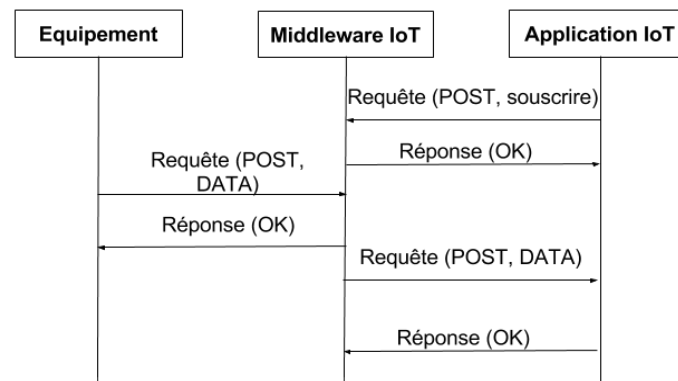 Equipement
Middleware IoT
Application IoT
Requête (POST, souscrire)
Réponse (OK)
Requête (POST,
DATA)
Réponse (OK)
Requête (POST, DATA)
Réponse (OK)